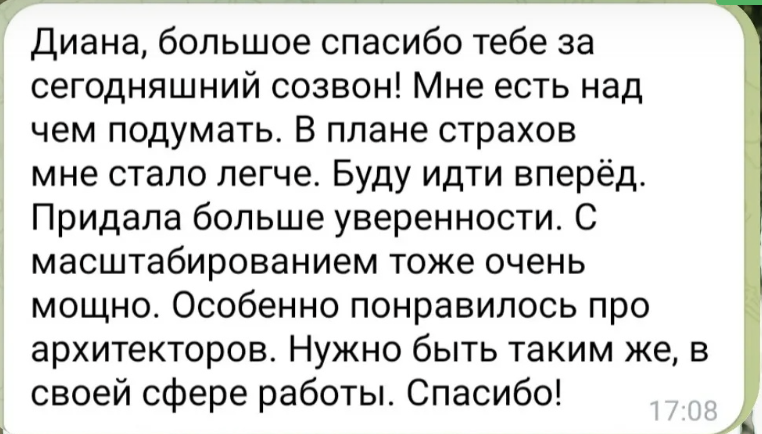 Диана, большое спасибо тебе за
сегодняшний созвон! Мне есть над
чем подумать. В плане страхов
мне стало легче. Буду идти вперёд.
Придала больше уверенности. С
масштабированием тоже очень
мощно. Особенно понравилось про
архитекторов. Нужно быть таким же, в
своей сфере работы. Спасибо!
17:08